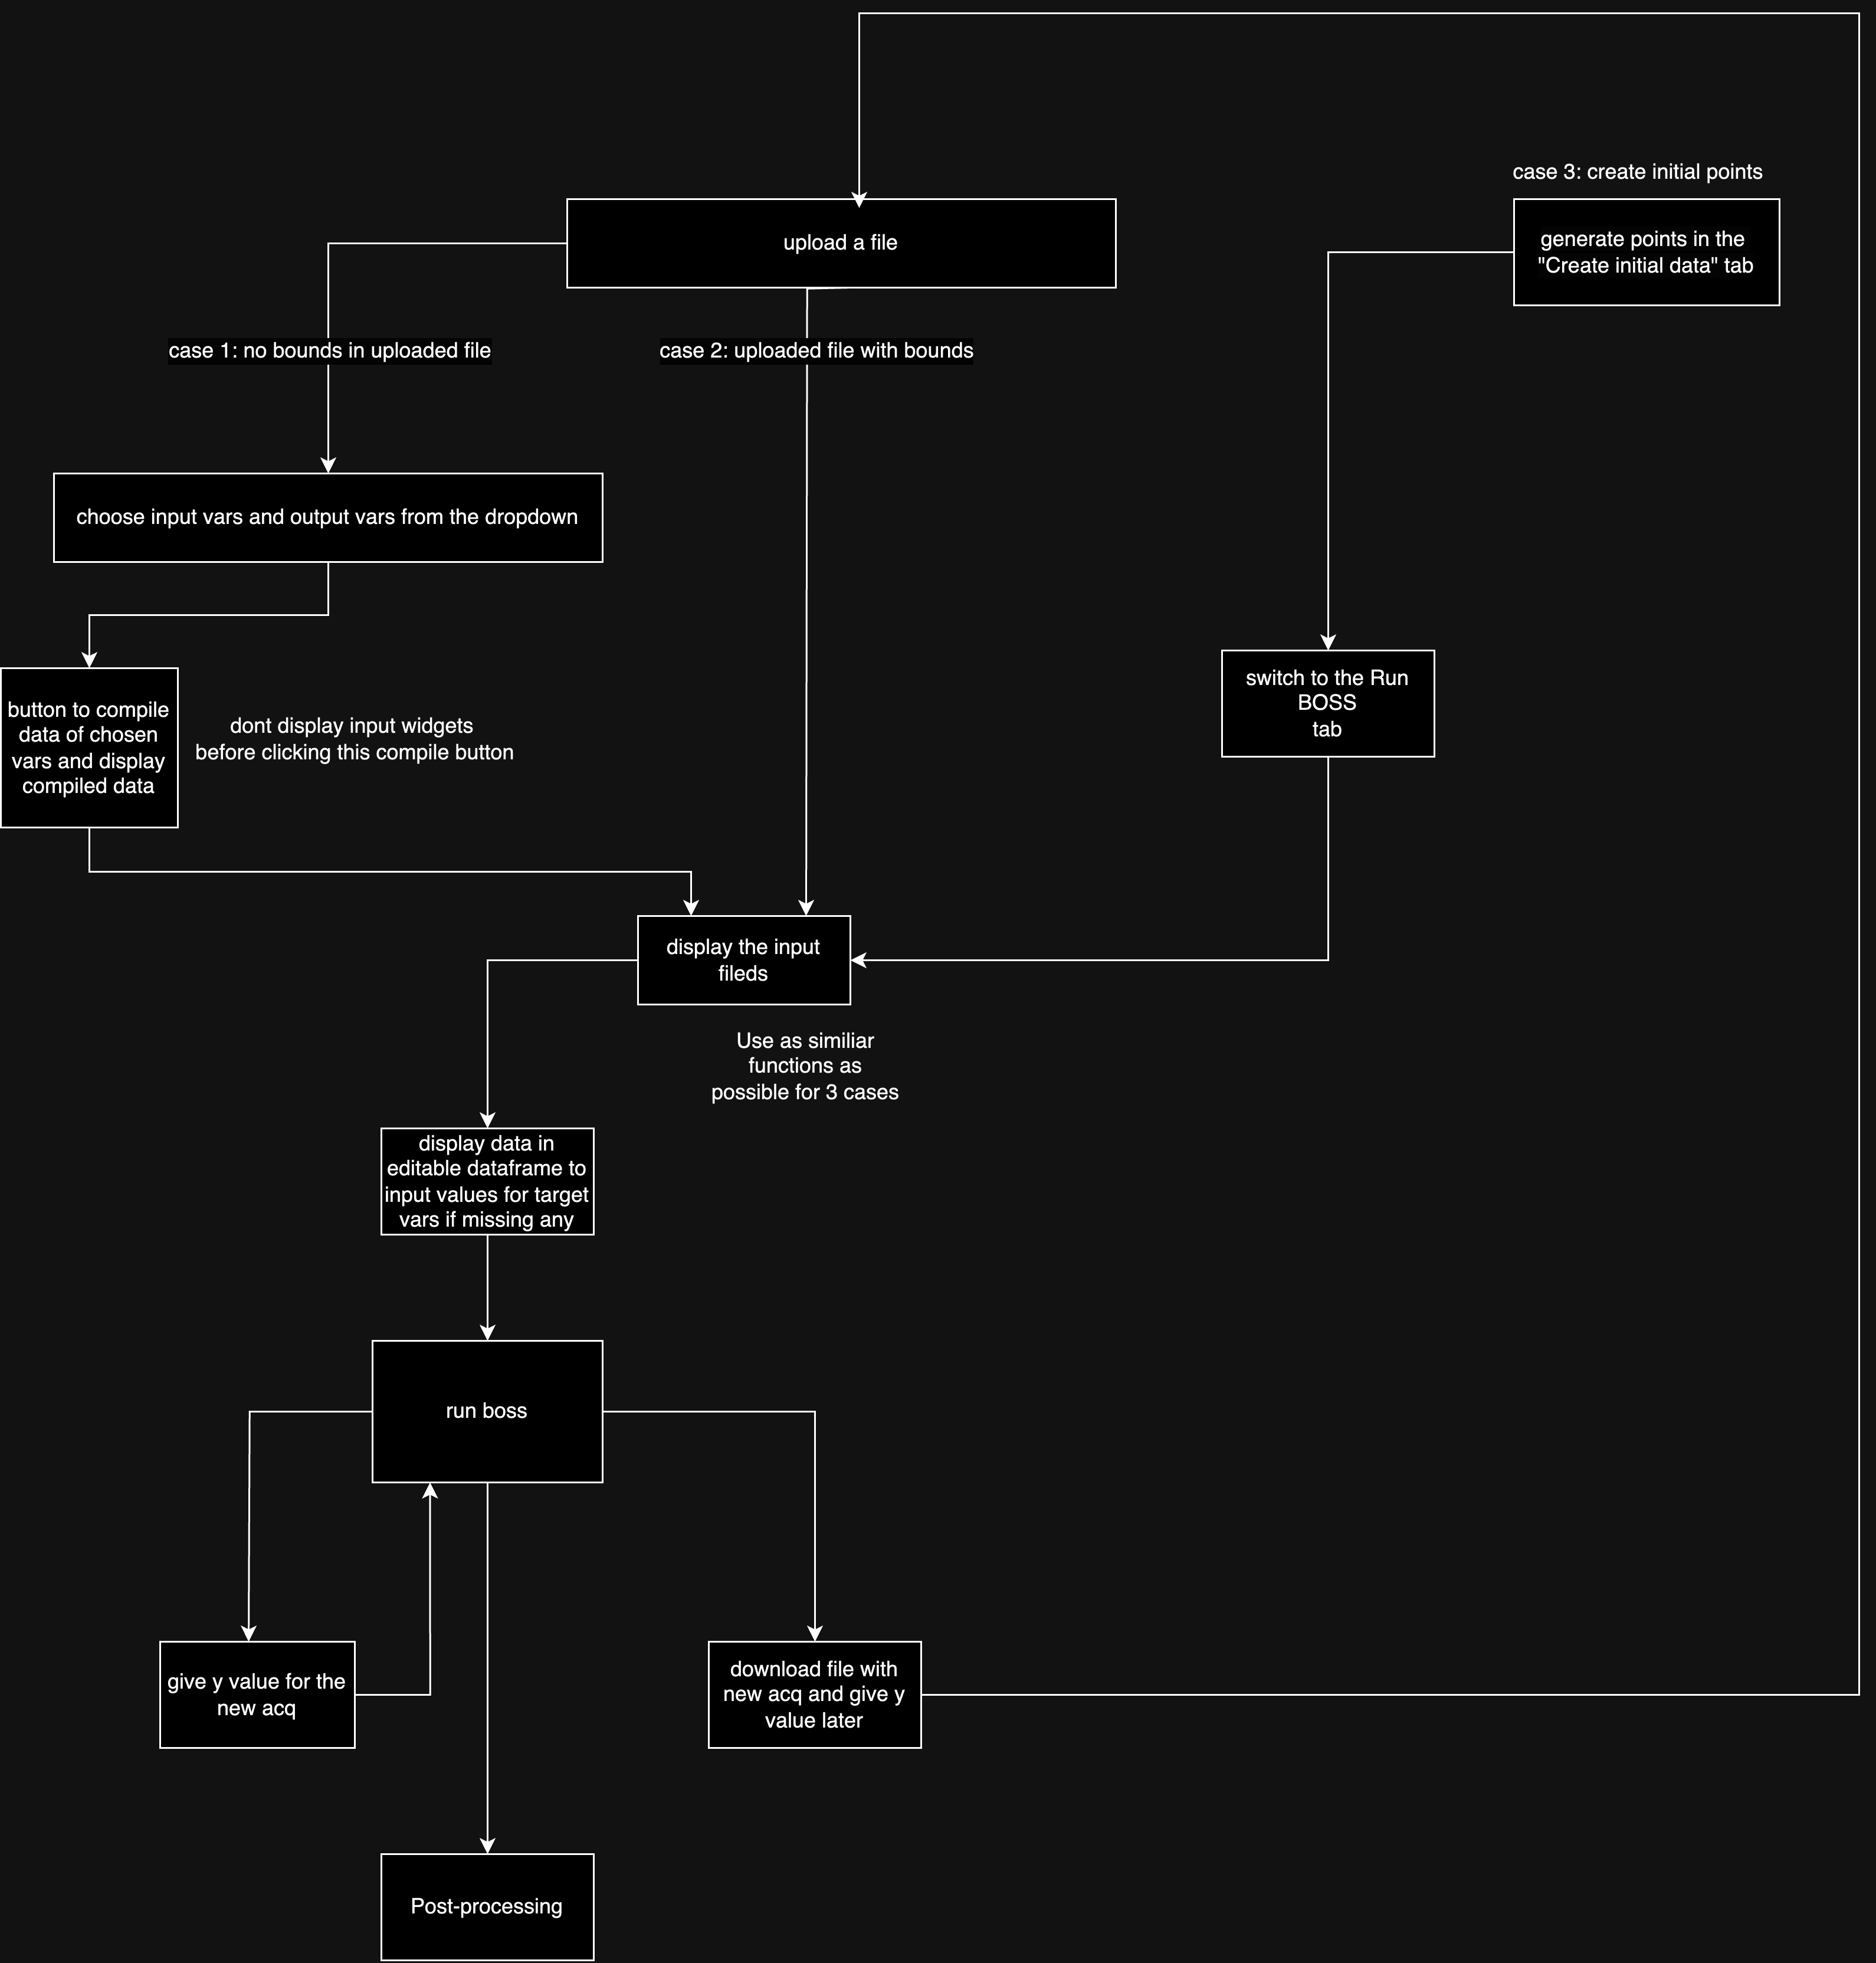 case 3: create initial points
upload a file
generate points in the
"Create initial data" tab
case 1: no bounds in uploaded file
case 2: uploaded file with bounds
choose input vars and output vars from the dropdown
button to compile
data of chosen
vars and display
compiled data
dont display input widgets
before clicking this compile button
switch to the Run
BOSS
tab
display the input
fileds
Use as similiar
functions as
possible for 3 cases
display data in
editable dataframe to
input values for target
vars if missing any
run boss
give y value for the
new acq
download file with
new acq and give y
value later
Post-processing